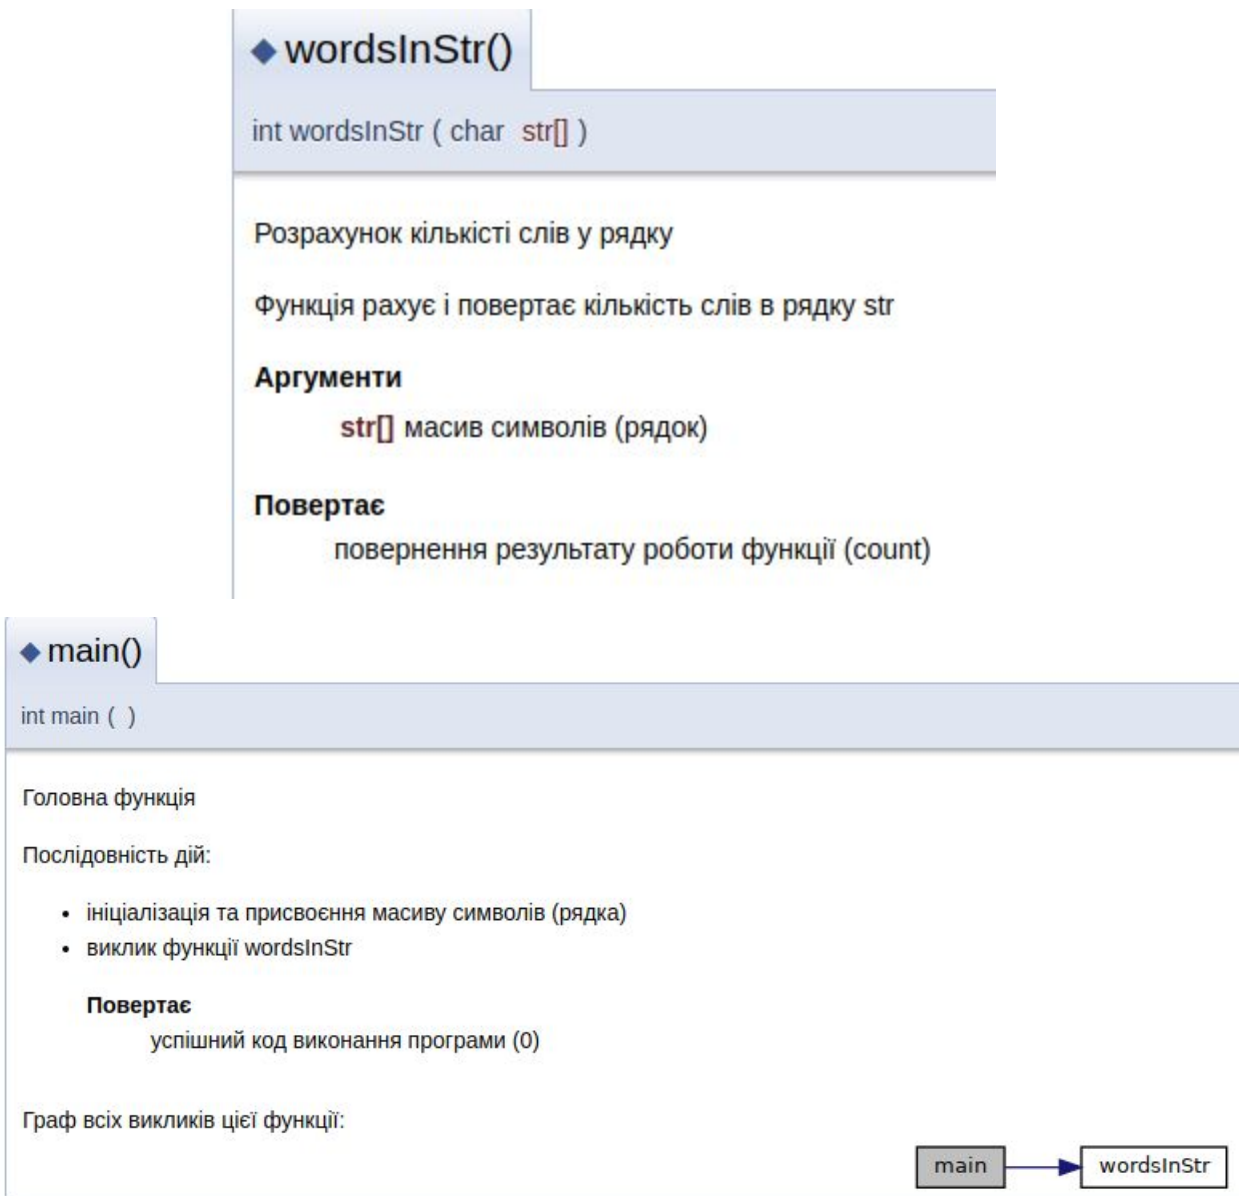 ◆ wordsInStr()
int wordsInStr ( char str[] )
Розрахунок кількісті слів у рядку
Функція рахує і повертає кількість слів в рядку str
Аргументи
str[] масив символів (рядок)
Повертає
повернення результату роботи функції (count)
◆ main()
int main ( )
Головна функція
Послідовність дій:
• ініціалізація та присвоєння масиву символів (рядка)
• виклик функції wordsInStr
Повертає
успішний код виконання програми (0)
Граф всіх викликів цієї функції:
main wordsInStr